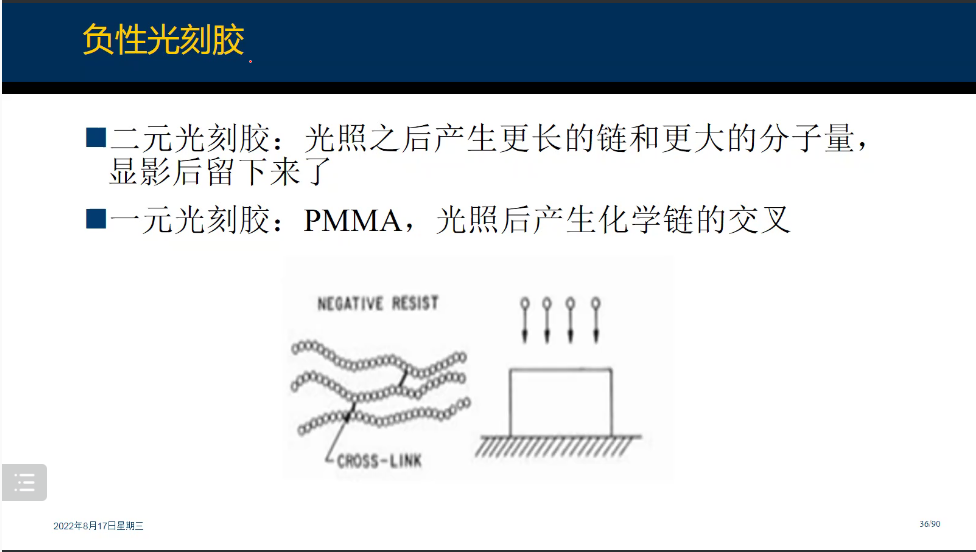 负性光刻胶
二元光刻胶：光照之后产生更长的链和更大的分子量，
显影后留下来了
一元光刻胶：PMMA，光照后产生化学链的交叉
NEGATIVE RESIST
CROSS-LINK
2022年8月17日星期三
36/90